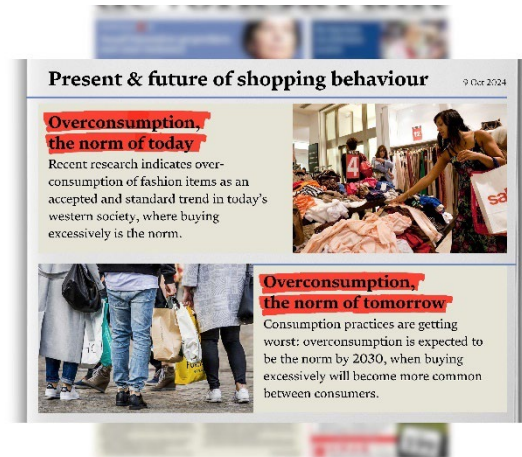 Present & future of shopping behaviour
9 Oct 2024
Overconsumption,
the norm of today
Recent research indicates over-
consumption of fashion items as an
accepted and standard trend in today's
western society, where buying
excessively is the norm.
4
sal
Overconsumption,
the norm of tomorrow
Consumption practices are getting
worst: overconsumption is expected to
be the norm by 2030, when buying
excessively will become more common
between consumers.